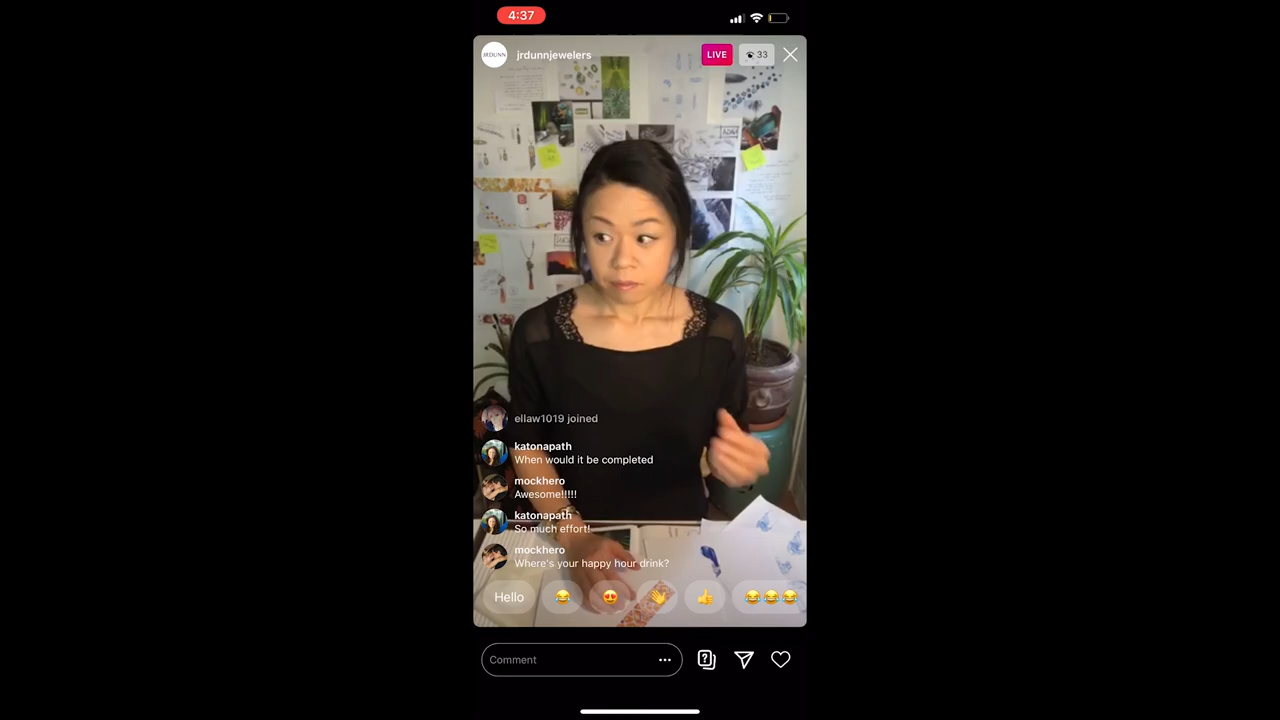 4:37
JRDUNN
jrdunnjewelers
LIVE
33
ellaw1019 joined
katonapath
When would it be completed
mockhero
Awesome!!!!!
katonapath
So much effort!
mockhero
Where's your happy hour drink?
Hello
Comment